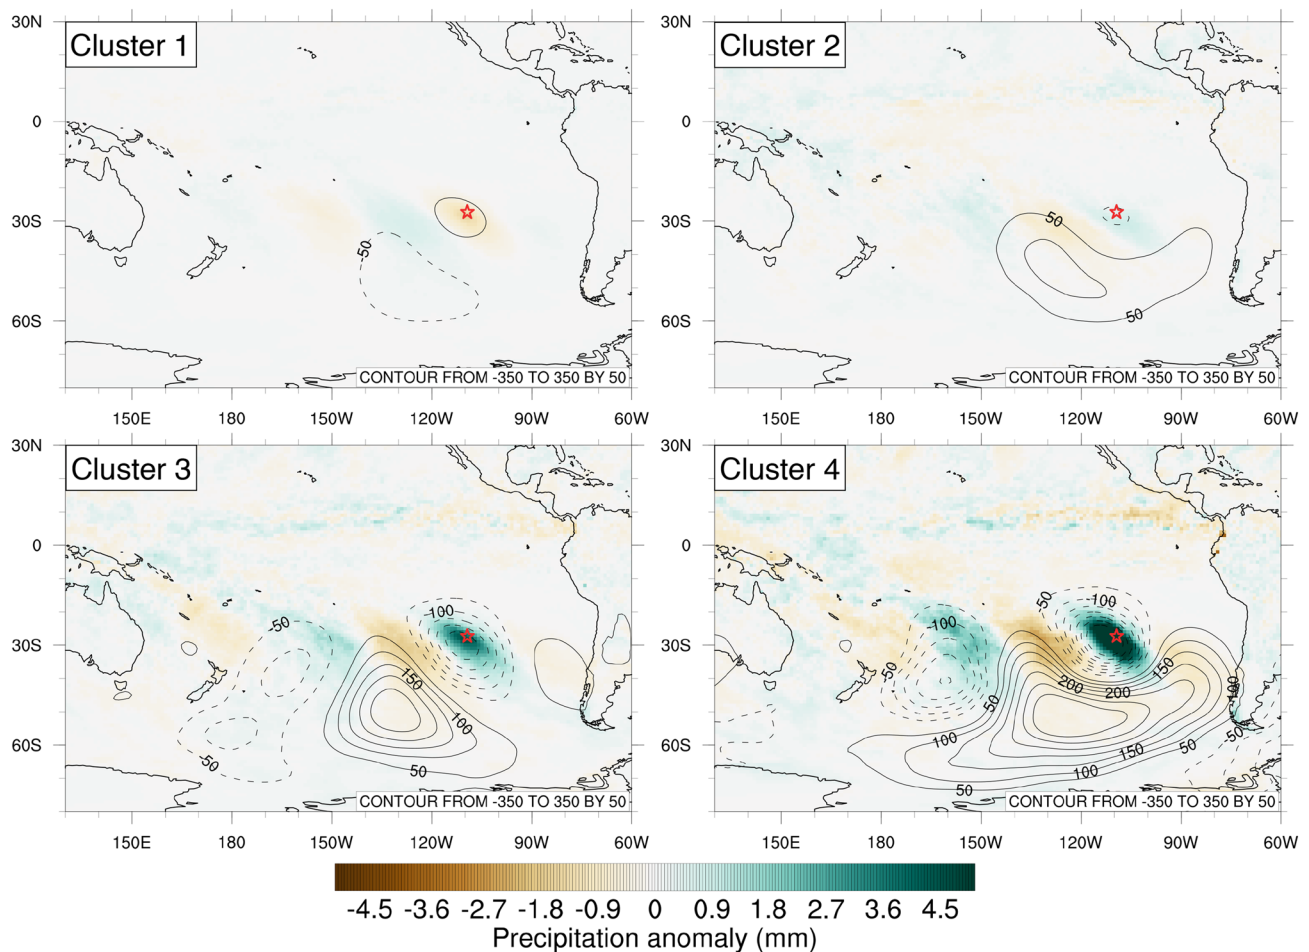 30N
0
30S
60S
Cluster 1
-50
CONTOUR FROM -350 TO 350 BY 50
150E 180 150W 120W 90W 60W
30N
0
30S
60S
Cluster 2
50
50
CONTOUR FROM -350 TO 350 BY 50
150E 180 150W 120W 90W 60W
30N
0
30S
60S
Cluster 3
-100
-50
150
100
-50
50
CONTOUR FROM -350 TO 350 BY 50
150E 180 150W 120W 90W 60W
30N
0
30S
60S
Cluster 4
-50
-100
-100
-50
150
200
200
100
50
100
-50
150
50
100
50
CONTOUR FROM -350 TO 350 BY 50
150E 180 150W 120W 90W 60W
-4.5 -3.6 -2.7 -1.8 -0.9 0 0.9 1.8 2.7 3.6 4.5
Precipitation anomaly (mm)